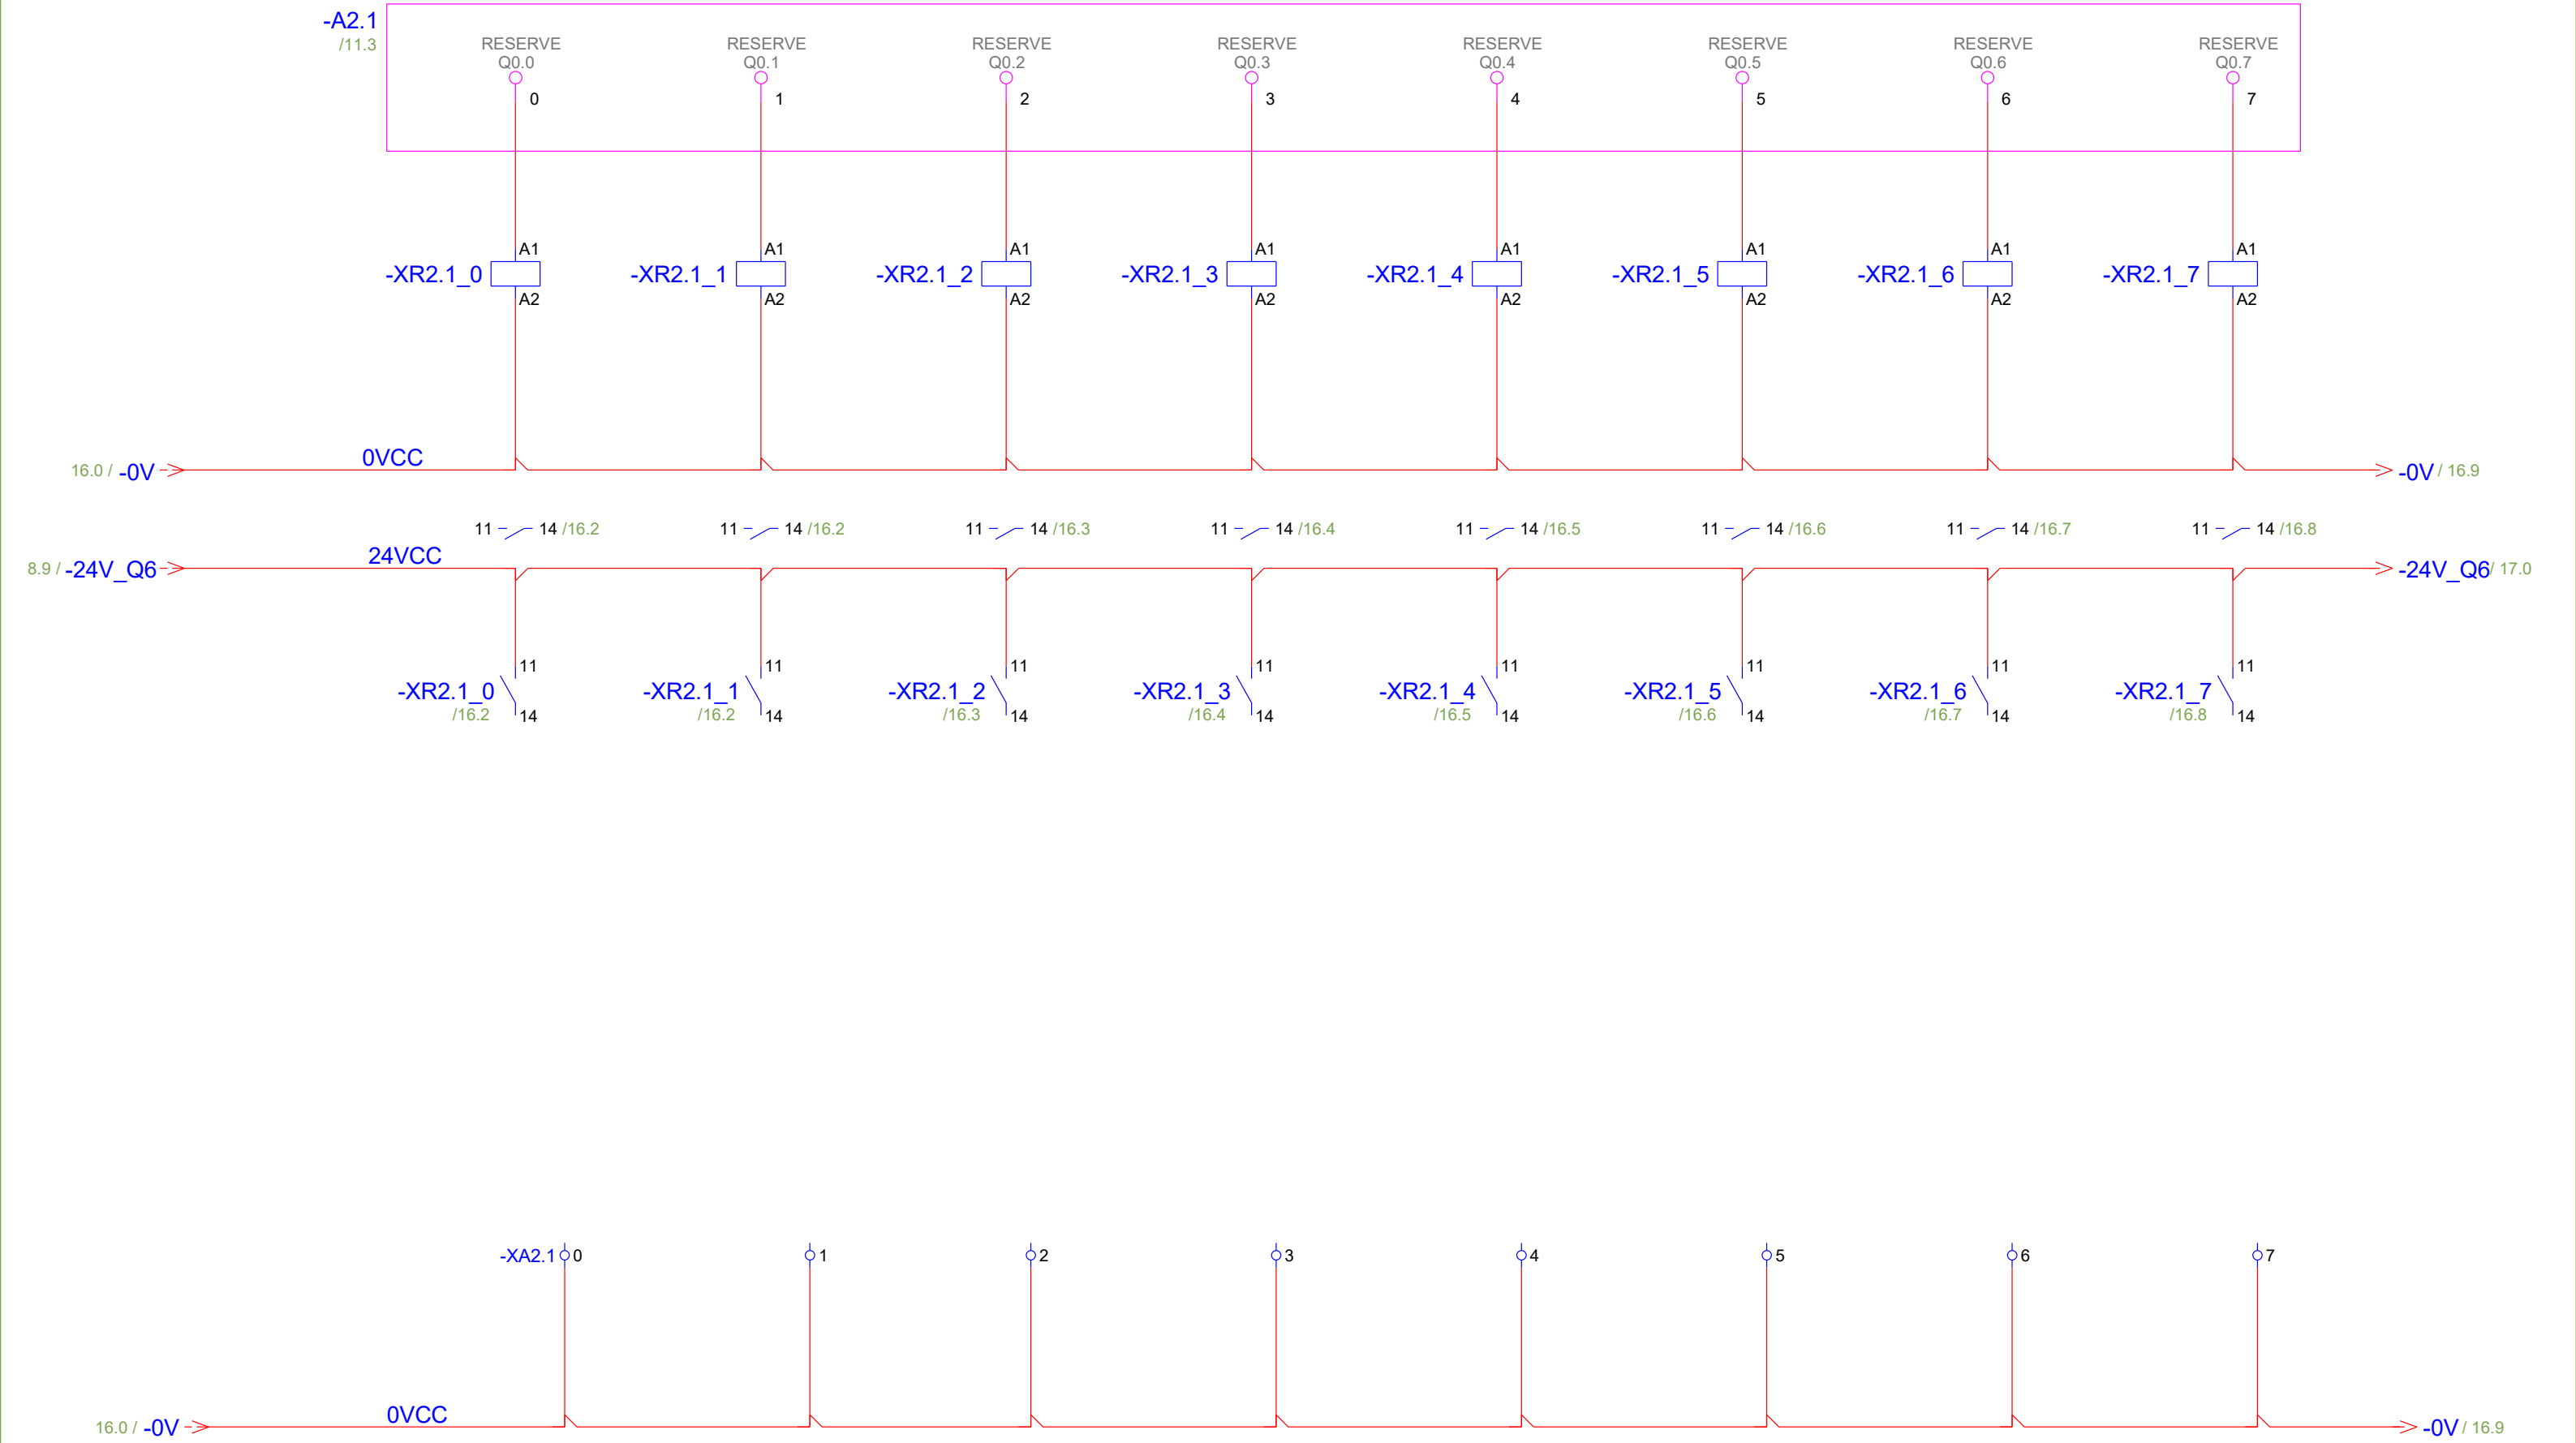 -A2.1
/11.3
RESERVE RESERVE RESERVE RESERVE RESERVE RESERVE RESERVE RESERVE
Q0.0 Q0.1 Q0.2 Q0.3 Q0.4 Q0.5 Q0.6 Q0.7
0 1 2 3 4 5 6 7
A1 A1 A1 A1 A1 A1 A1 A1
-XR2.1_0 -XR2.1_1 -XR2.1_2 -XR2.1_3 -XR2.1_4 -XR2.1_5 -XR2.1_6 -XR2.1_7
A2 A2 A2 A2 A2 A2 A2 A2
0VCC
16.0 / -0V -0V / 16.9
11 14 /16.2 11 14 /16.2 11 14 /16.3 11 14 /16.4 11 14 /16.5 11 14 /16.6 11 14 /16.7 11 14 /16.8
24VCC
8.9 / -24V_Q6 -24V_Q6 / 17.0
11 11 11 11 11 11 11 11
-XR2.1_0 -XR2.1_1 -XR2.1_2 -XR2.1_3 -XR2.1_4 -XR2.1_5 -XR2.1_6 -XR2.1_7
/16.2 14 /16.2 14 /16.3 14 /16.4 14 /16.5 14 /16.6 14 /16.7 14 /16.8 14
-XA2.1 0 1 2 3 4 5 6 7
0VCC
16.0 / -0V -0V / 16.9